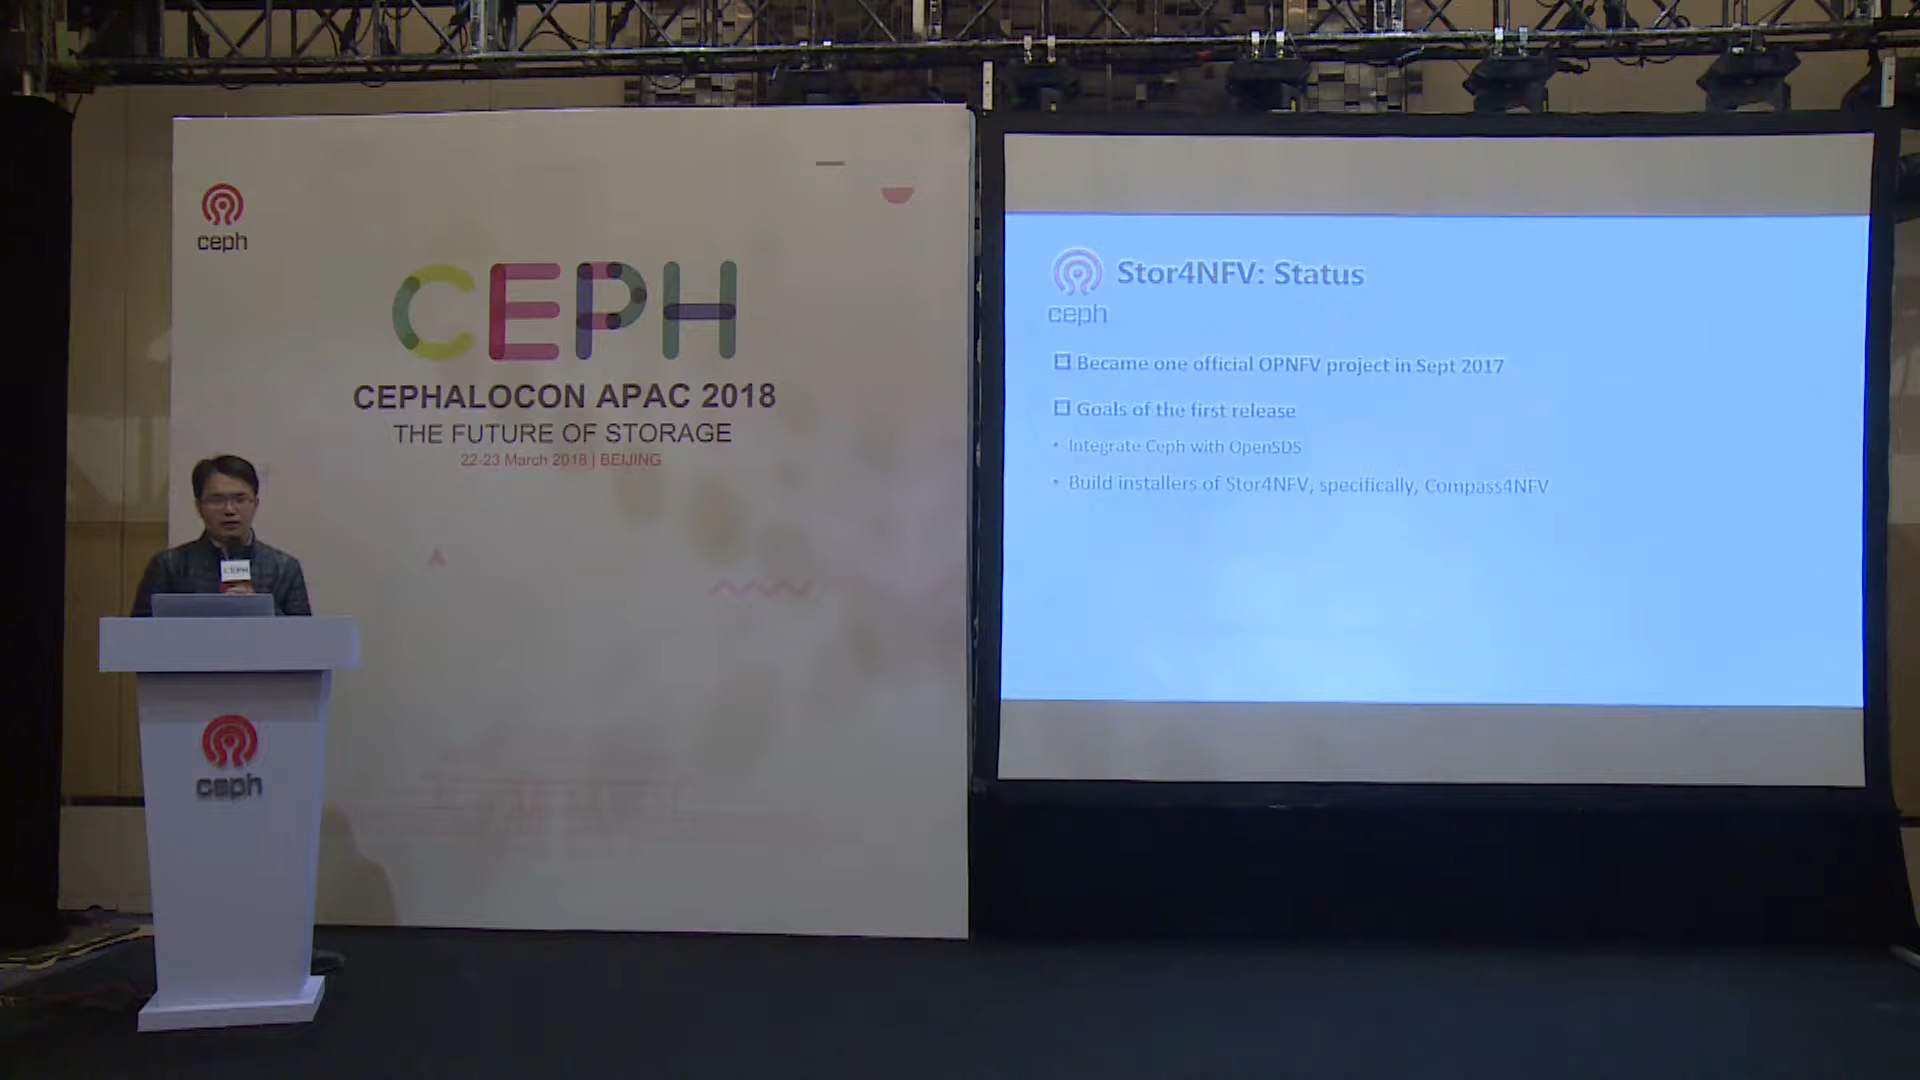 ceph
CEPH
CEPHALOCON APAC 2018
THE FUTURE OF STORAGE
22-23 March 2018 | BEIJING
CEPH
ceph
Stor4NFV: Status
ceph
Became one official OPNFV project in Sept 2017
Goals of the first release
• Integrate Ceph with OpenSDS
• Build installers of Stor4NFV, specifically, Compass4NFV